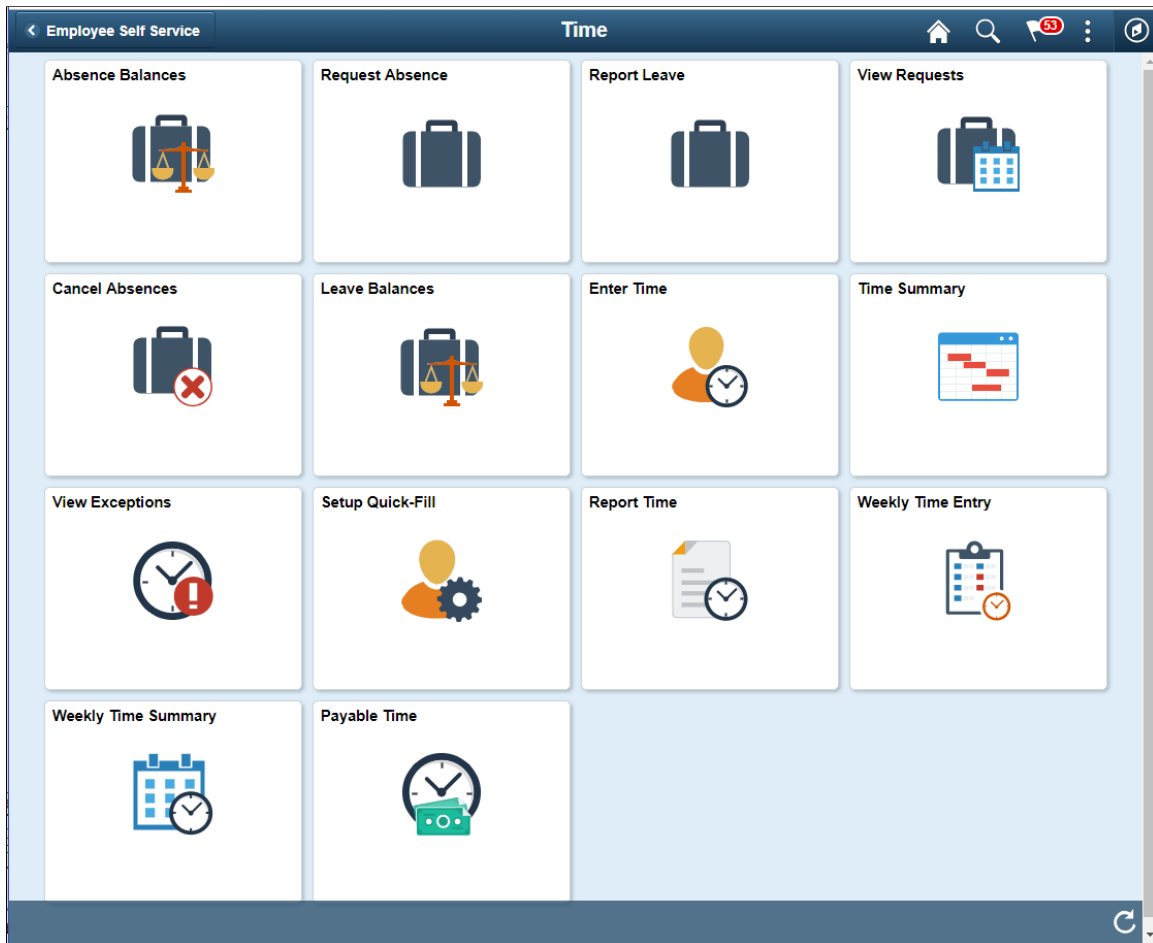 Employee Self Service
Time
53
Absence Balances
Request Absence
Report Leave
View Requests
Cancel Absences
Leave Balances
Enter Time
Time Summary
View Exceptions
Setup Quick-Fill
Report Time
Weekly Time Entry
Weekly Time Summary
Payable Time